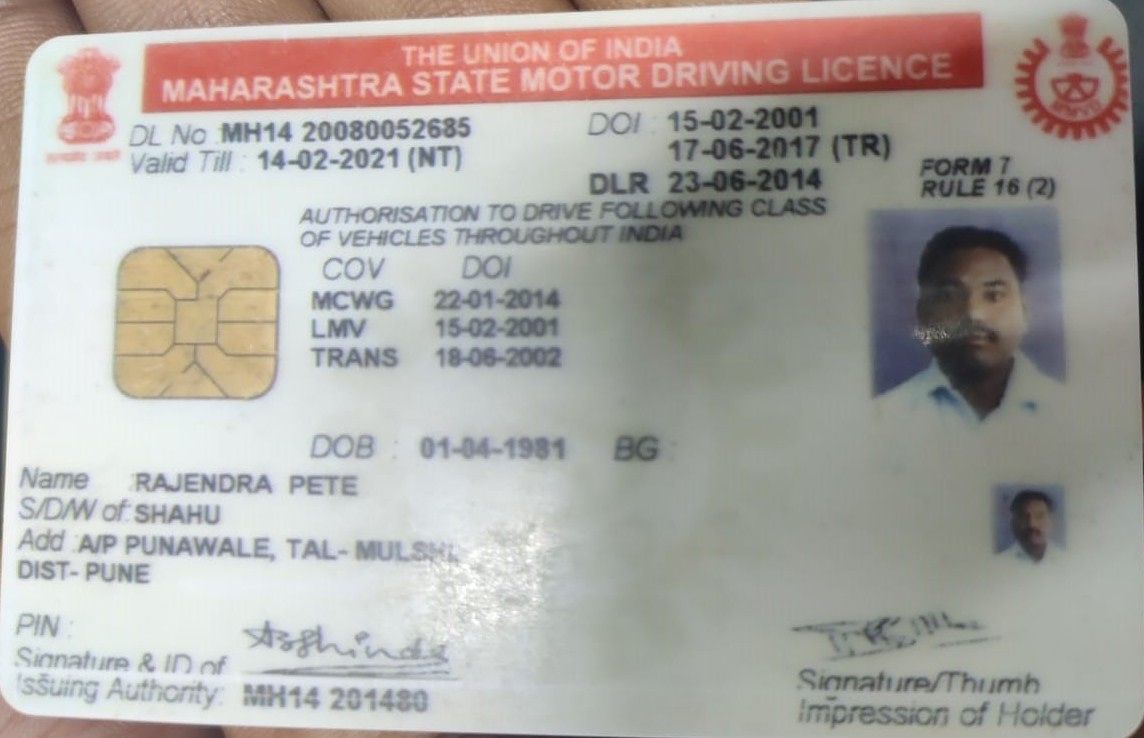 THE UNION OF INDIA
MAHARASHTRA STATE MOTOR DRIVING LICENCE
DL No : MH14 20080052685 DOI : 15-02-2001
Valid Till : 14-02-2021 (NT) 17-06-2017 (TR)
DLR 23-06-2014
FORM 7
RULE 16 (2)
AUTHORISATION TO DRIVE FOLLOWING CLASS
OF VEHICLES THROUGHOUT INDIA
COV DOI
MCWG 22-01-2014
LMV 15-02-2001
TRANS 18-06-2002
DOB : 01-04-1981 BG :
Name : RAJENDRA PETE
S/D/W of : SHAHU
Add : A/P PUNAWALE, TAL- MULSHI,
DIST- PUNE
PIN :
Signature & ID of
Issuing Authority: MH14 201480
Signature/Thumb
Impression of Holder